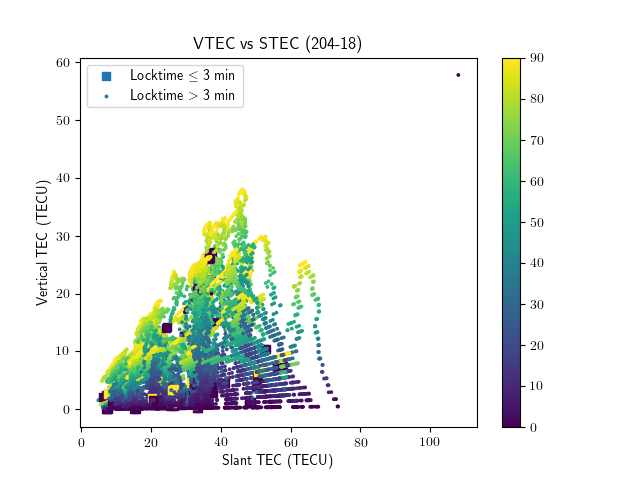 VTEC vs STEC (204-18)
Locktime ≤ 3 min
Locktime > 3 min
60
50
40
30
20
10
0
Vertical TEC (TECU)
0 20 40 60 80 100
Slant TEC (TECU)
90
80
70
60
50
40
30
20
10
0